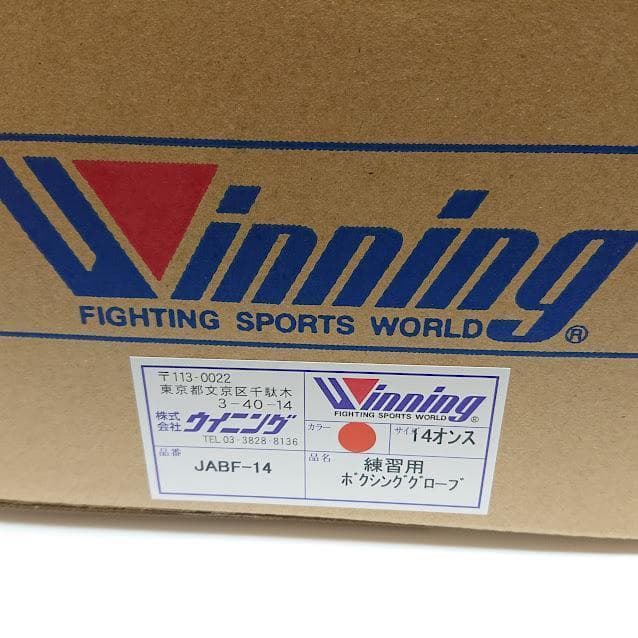 Winning
FIGHTING SPORTS WORLD®
〒113-0022
東京都文京区千駄木
3-40-14
株式会社 ウイニング
TEL 03-3828-8136
品番 JABF-14
Winning
FIGHTING SPORTS WORLD®
カラー サイズ 14オンス
品名 練習用
ボクシンググローブ